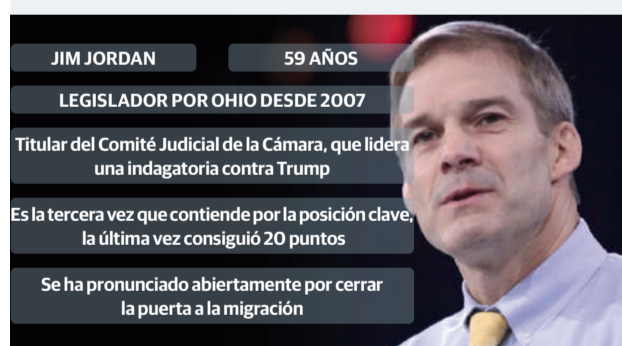 JIM JORDAN
59 AÑOS
LEGISLADOR POR OHIO DESDE 2007
Titular del Comité Judicial de la Cámara, que lidera
una indagatoria contra Trump
Es la tercera vez que contiende por la posición clave,
la última vez consiguió 20 puntos
Se ha pronunciado abiertamente por cerrar
la puerta a la migración